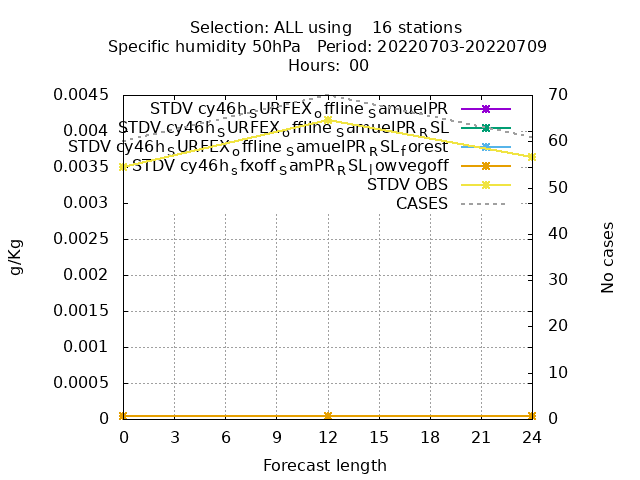 Selection: ALL using    16 stations
Specific humidity 50hPa   Period: 20220703-20220709
Hours: 00
0.0045
0.004
0.0035
0.003
0.0025
0.002
0.0015
0.001
0.0005
0
g/Kg
STDV cy46h_SURFEX_offline_SamuelPR
STDV cy46h_SURFEX_offline_SamuelPR_RSL
STDV cy46h_SURFEX_offline_SamuelPR_RSL_forest
STDV cy46h_sfxoff_SamPR_RSL_lowvegoff
STDV OBS
CASES
70
60
50
40
30
20
10
0
No cases
0 3 6 9 12 15 18 21 24
Forecast length